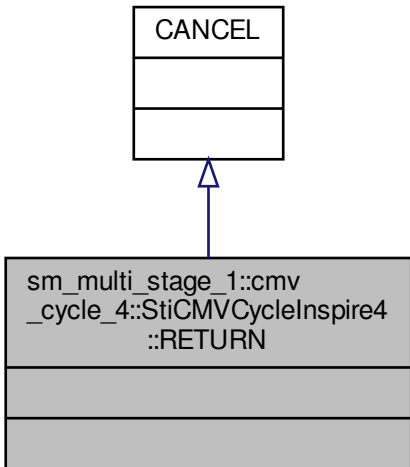 CANCEL
sm_multi_stage_1::cmv
_cycle_4::StiCMVCycleInspire4
::RETURN